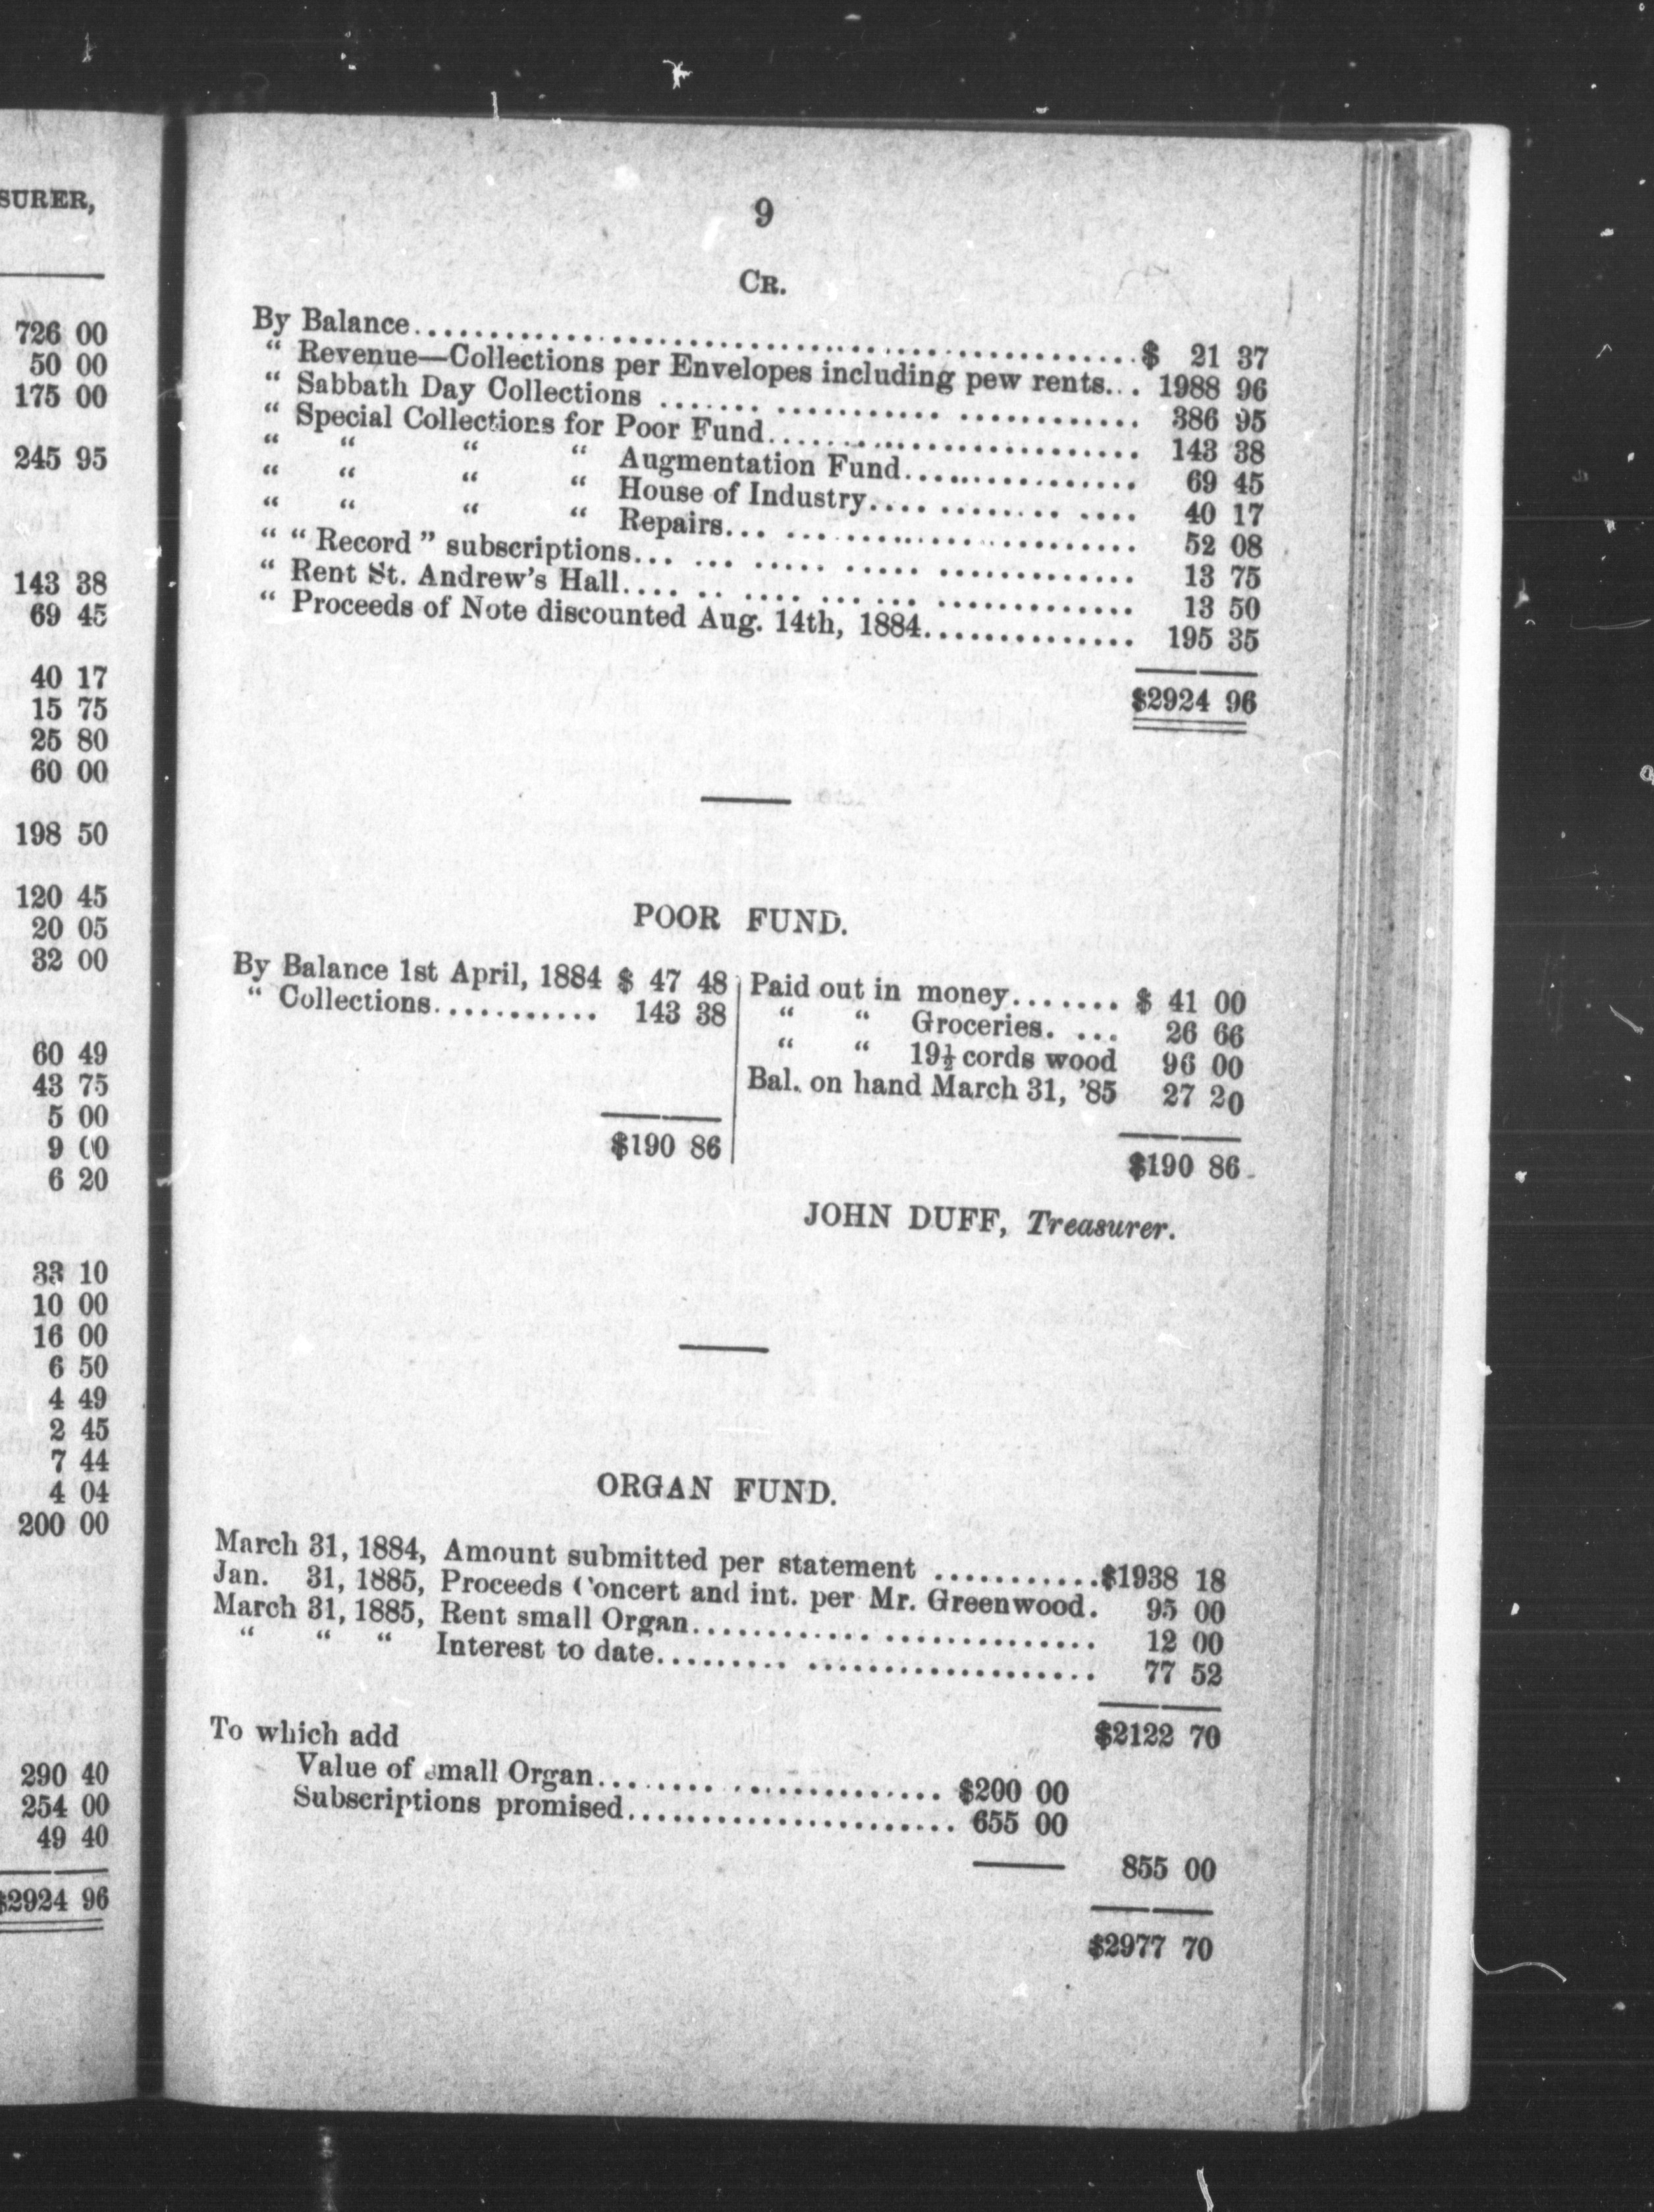 SURER,
726 00
50 00
175 00
245 95
143 38
69 45
40 17
15 75
25 80
60 00
198 50
120 45
20 05
32 00
60 49
43 75
5 00
9 00
6 20
33 10
10 00
16 00
6 50
4 49
2 45
7 44
4 04
200 00
290 40
254 00
49 40
$2924 96
9
CR.
By Balance........................................................$ 21 37
“ Revenue—Collections per Envelopes including pew rents... 1988 96
“ Sabbath Day Collections ....... ........... ............ 386 95
“ Special Collections for Poor Fund........................ 143 38
“ “ “ “ Augmentation Fund................ 69 45
“ “ “ “ House of Industry.... ........ .... 40 17
“ “ “ “ Repairs... ... ................... 52 08
“ “ Record ” subscriptions... ... ..... ..... ............. 13 75
“ Rent St. Andrew's Hall.... .. .... ... ... ............. 13 50
“ Proceeds of Note discounted Aug. 14th, 1884.............. 195 35
$2924 96
POOR FUND.
By Balance 1st April, 1884 $ 47 48 Paid out in money....... $ 41 00
“ Collections........... 143 38 “ “ Groceries. ... 26 66
“ “ 19½ cords wood 96 00
Bal. on hand March 31, '85 27 20
$190 86 $190 86
JOHN DUFF, Treasurer.
ORGAN FUND.
March 31, 1884, Amount submitted per statement ...........$1938 18
Jan. 31, 1885, Proceeds Concert and int. per Mr. Greenwood. 95 00
March 31, 1885, Rent small Organ............ .............. 12 00
“ “ “ Interest to date......... ................... 77 52
$2122 70
To which add
Value of small Organ........ .............. $200 00
Subscriptions promised...................... 655 00
855 00
$2977 70